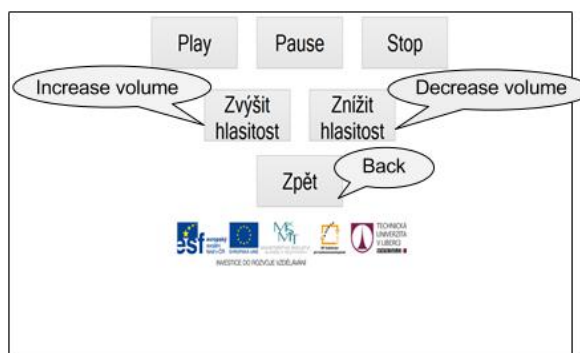 Play
Pause
Stop
Increase volume
Zvýšit
hlasitost
Znížit
hlasitost
Decrease volume
Zpět
Back
esf
TECHNICKÁ
UNIVERZITA
V LIBERCI
INVESTICE DO ROZVOJE VZDĚLÁVÁNÍ